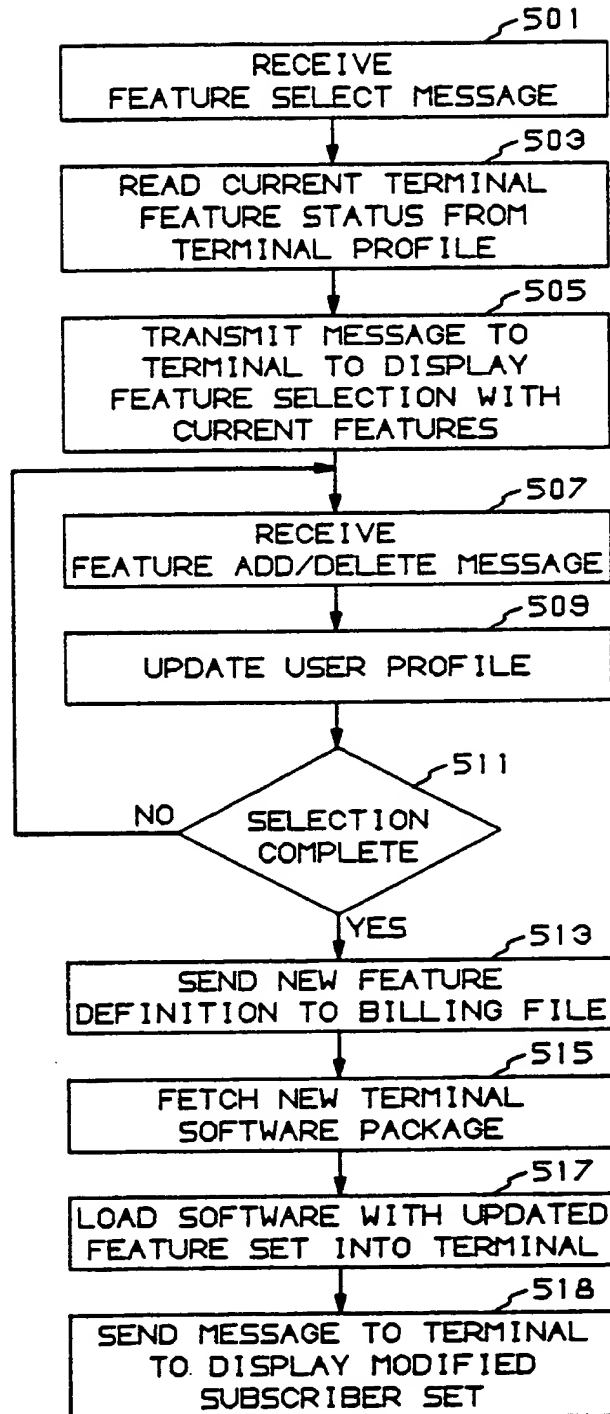 501
RECEIVE
FEATURE SELECT MESSAGE
503
READ CURRENT TERMINAL
FEATURE STATUS FROM
TERMINAL PROFILE
505
TRANSMIT MESSAGE TO
TERMINAL TO DISPLAY
FEATURE SELECTION WITH
CURRENT FEATURES
507
RECEIVE
FEATURE ADD/DELETE MESSAGE
509
UPDATE USER PROFILE
511
NO
SELECTION
COMPLETE
YES
513
SEND NEW FEATURE
DEFINITION TO BILLING FILE
515
FETCH NEW TERMINAL
SOFTWARE PACKAGE
517
LOAD SOFTWARE WITH UPDATED
FEATURE SET INTO TERMINAL
518
SEND MESSAGE TO TERMINAL
TO DISPLAY MODIFIED
SUBSCRIBER SET